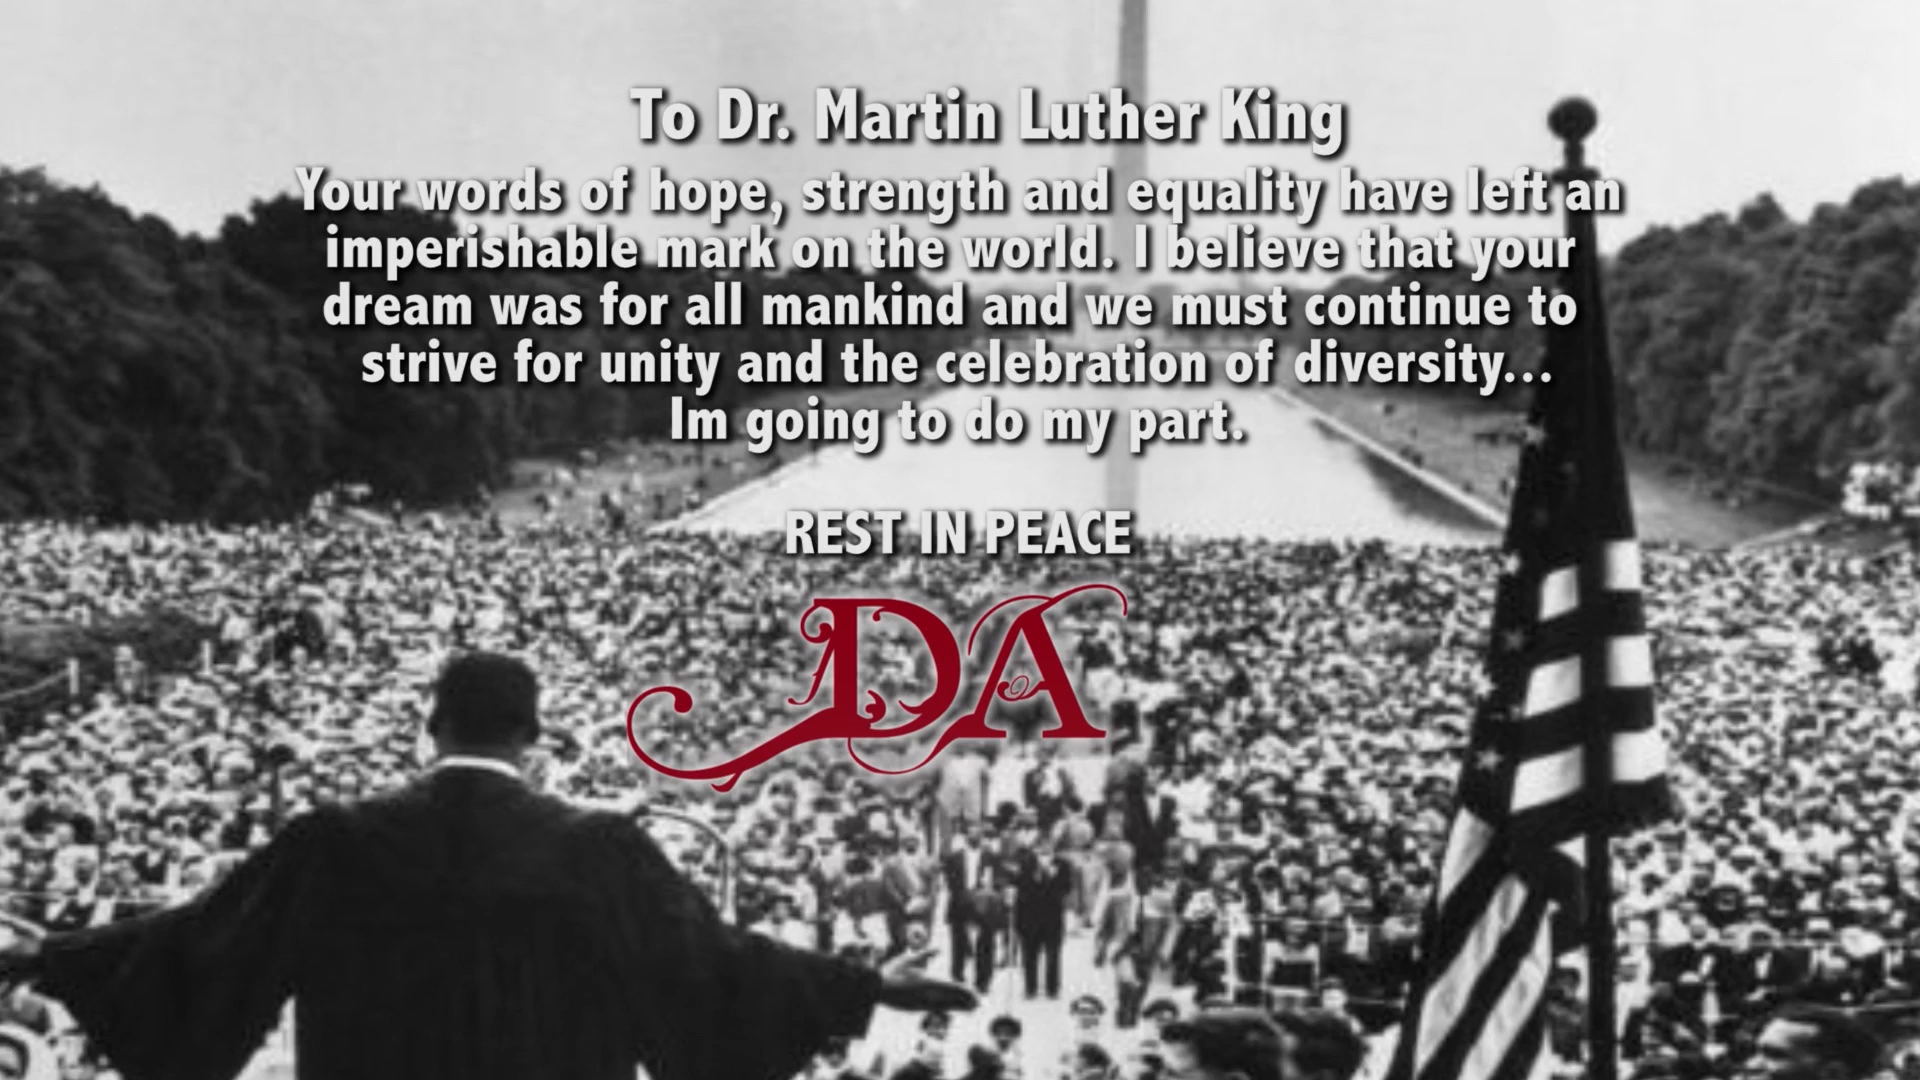 To Dr. Martin Luther King
Your words of hope, strength and equality have left an
imperishable mark on the world. I believe that your
dream was for all mankind and we must continue to
strive for unity and the celebration of diversity...
Im going to do my part.
REST IN PEACE
DA